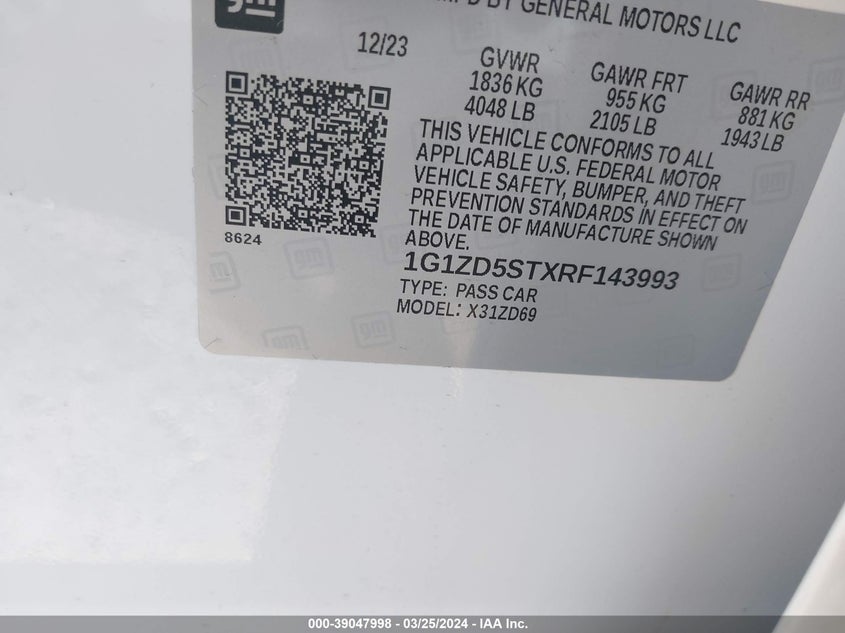 gm
MFD BY GENERAL MOTORS LLC
12/23
GVWR
1836 KG
4048 LB
GAWR FRT
955 KG
2105 LB
GAWR RR
881 KG
1943 LB
THIS VEHICLE CONFORMS TO ALL
APPLICABLE U.S. FEDERAL MOTOR
VEHICLE SAFETY, BUMPER, AND THEFT
PREVENTION STANDARDS IN EFFECT ON
THE DATE OF MANUFACTURE SHOWN
ABOVE.
8624
1G1ZD5STXRF143993
TYPE: PASS CAR
MODEL: X31ZD69
000-39047998 - 03/25/2024 - IAA Inc.